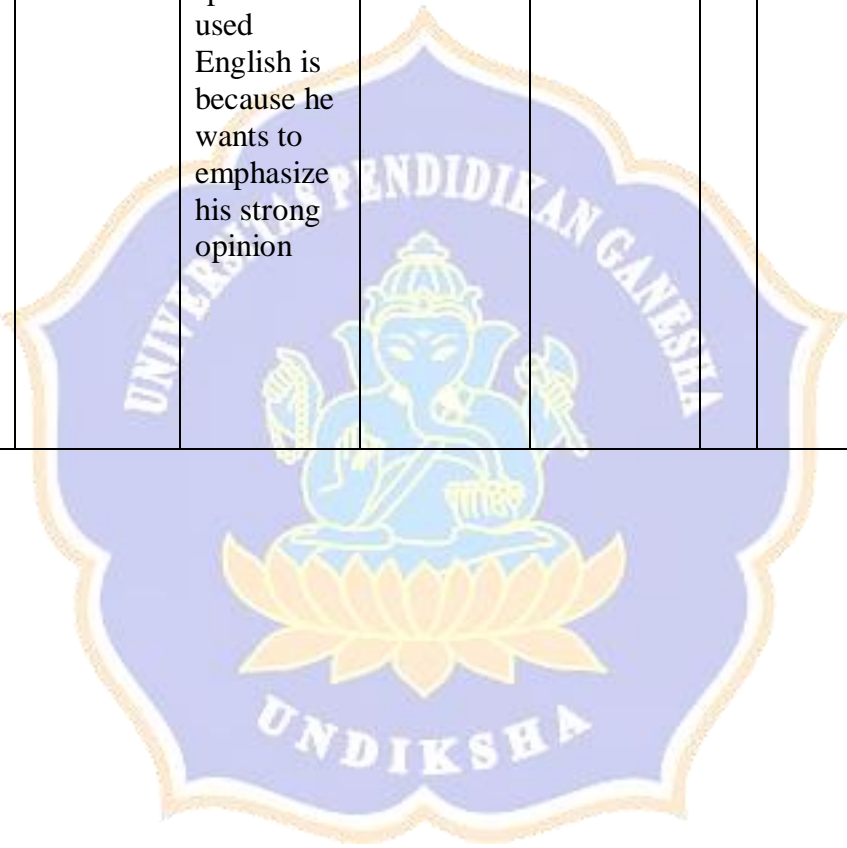 used
English is
because he
wants to
emphasize
his strong
opinion
UNIVERSITAS PENDIDIKAN GANESHA
UNDIKSHA